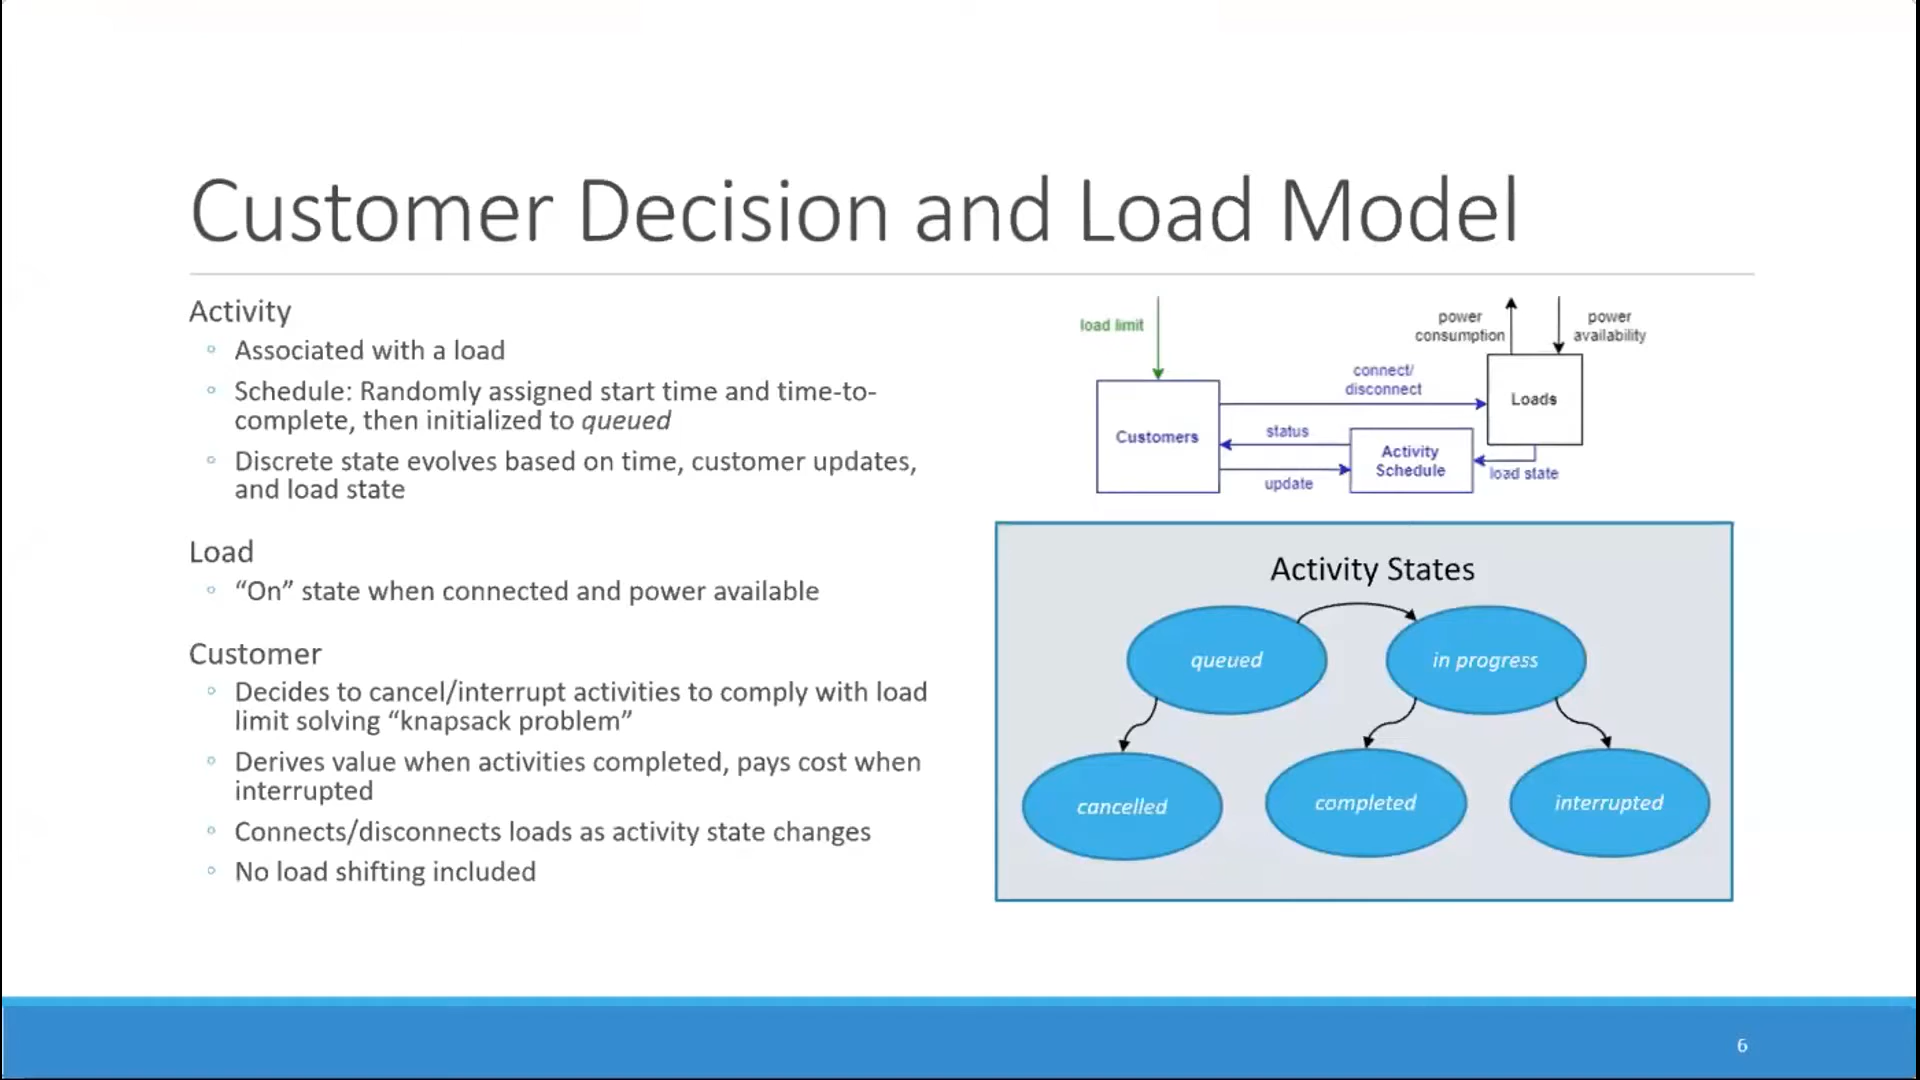 Customer Decision and Load Model
Activity
◦ Associated with a load
◦ Schedule: Randomly assigned start time and time-to-
complete, then initialized to queued
◦ Discrete state evolves based on time, customer updates,
and load state
Load
◦ “On” state when connected and power available
Customer
◦ Decides to cancel/interrupt activities to comply with load
limit solving “knapsack problem”
◦ Derives value when activities completed, pays cost when
interrupted
◦ Connects/disconnects loads as activity state changes
◦ No load shifting included
load limit
power
consumption
power
availability
connect/
disconnect
Loads
Customers
status
Activity
Schedule
update
load state
Activity States
queued
in progress
cancelled
completed
interrupted
6